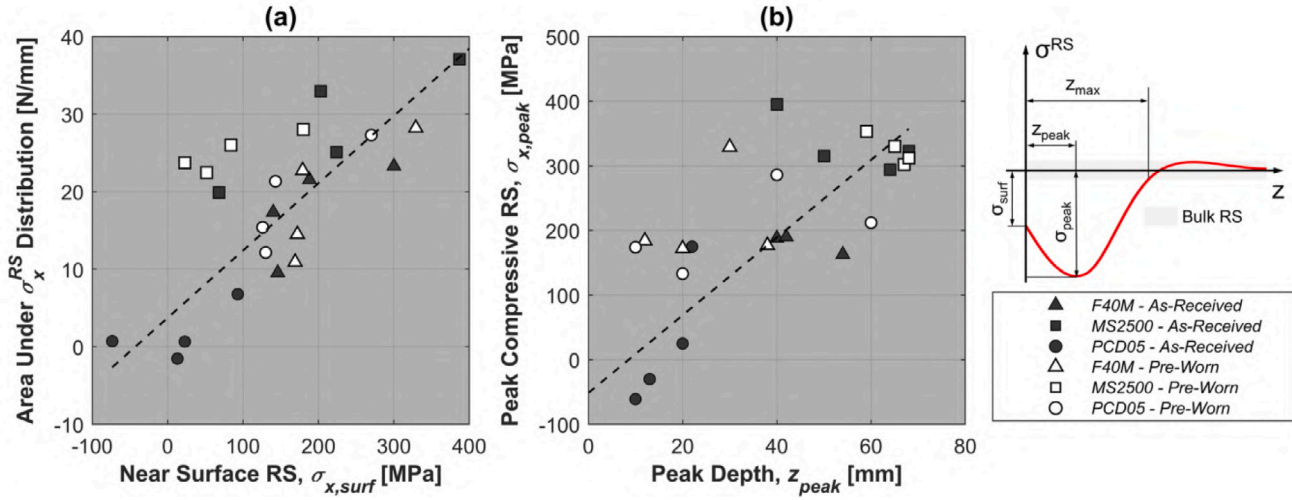 (a)
Area Under σ_x^RS Distribution [N/mm]
40
30
20
10
0
-10
-100
0
100
200
300
400
Near Surface RS, σ_x,surf [MPa]
(b)
Peak Compressive RS, σ_x,peak [MPa]
500
400
300
200
100
0
-100
0
20
40
60
80
Peak Depth, z_peak [mm]
σ^RS
z_max
z_peak
z
σ_surf
σ_peak
Bulk RS
F40M - As-Received
MS2500 - As-Received
PCD05 - As-Received
F40M - Pre-Worn
MS2500 - Pre-Worn
PCD05 - Pre-Worn